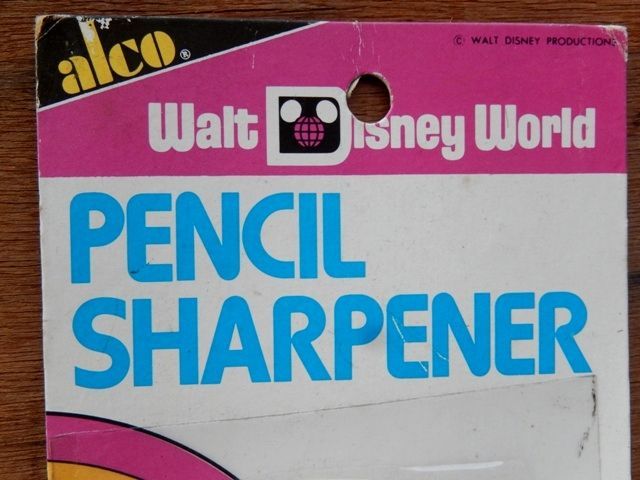 alco®
© WALT DISNEY PRODUCTIONS
Walt Disney World
PENCIL
SHARPENER